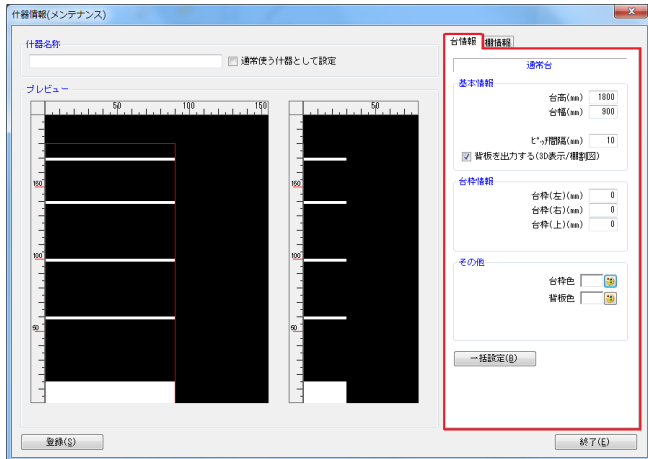 什器情報(メンテナンス)
什器名称
通常使う什器として設定
プレビュー
50 100 150
50
150
100
50
150
100
50
台情報 棚情報
通常台
基本情報
台高(mm) 1800
台幅(mm) 900
ピッチ間隔(mm) 10
背板を出力する(3D表示/棚割図)
台枠情報
台枠(左)(mm) 0
台枠(右)(mm) 0
台枠(上)(mm) 0
その他
台枠色
背板色
一括設定(B)
登録(S)
終了(E)